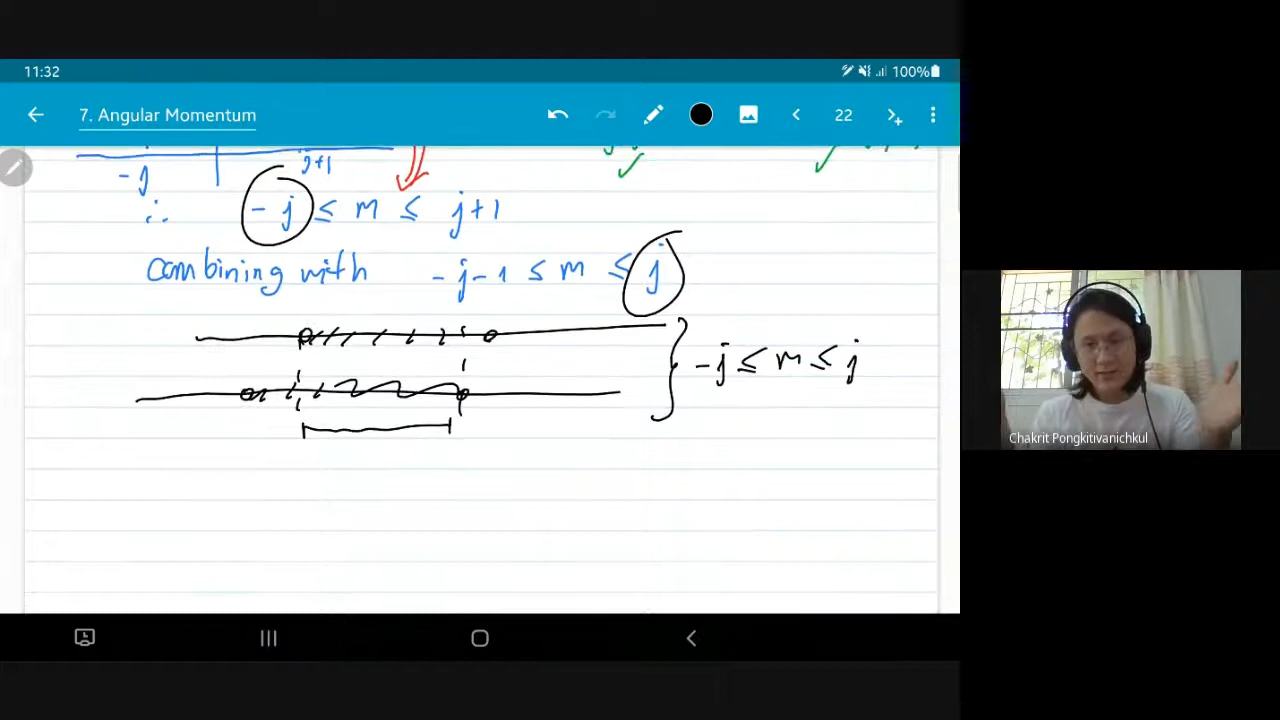 11:32
100%
7. Angular Momentum
22
-j
j+1
∴ -j ≤ m ≤ j+1
combining with -j-1 ≤ m ≤ j
-j ≤ m ≤ j
Chakrit Pongkitivanichkul